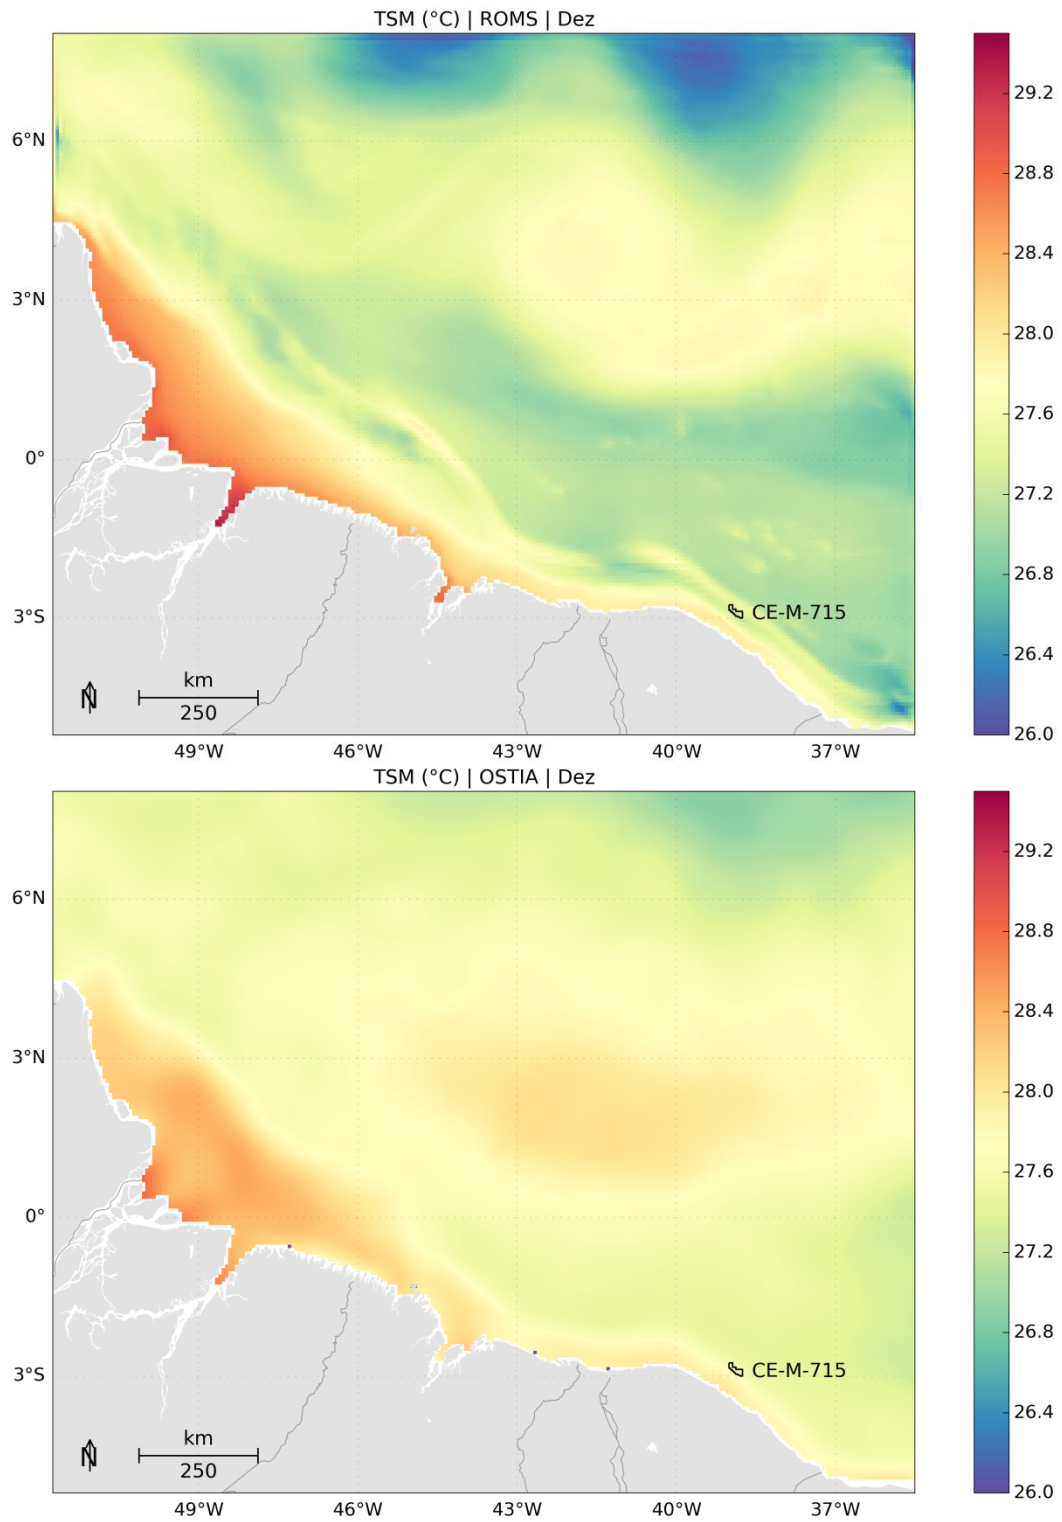 TSM (°C) | ROMS | Dez
29.2
6°N
28.8
28.4
3°N
28.0
27.6
0°
27.2
26.8
3°S
CE-M-715
26.4
km
N
250
26.0
49°W 46°W 43°W 40°W 37°W
TSM (°C) | OSTIA | Dez
29.2
6°N
28.8
28.4
3°N
28.0
27.6
0°
27.2
26.8
3°S
CE-M-715
26.4
km
N
250
26.0
49°W 46°W 43°W 40°W 37°W